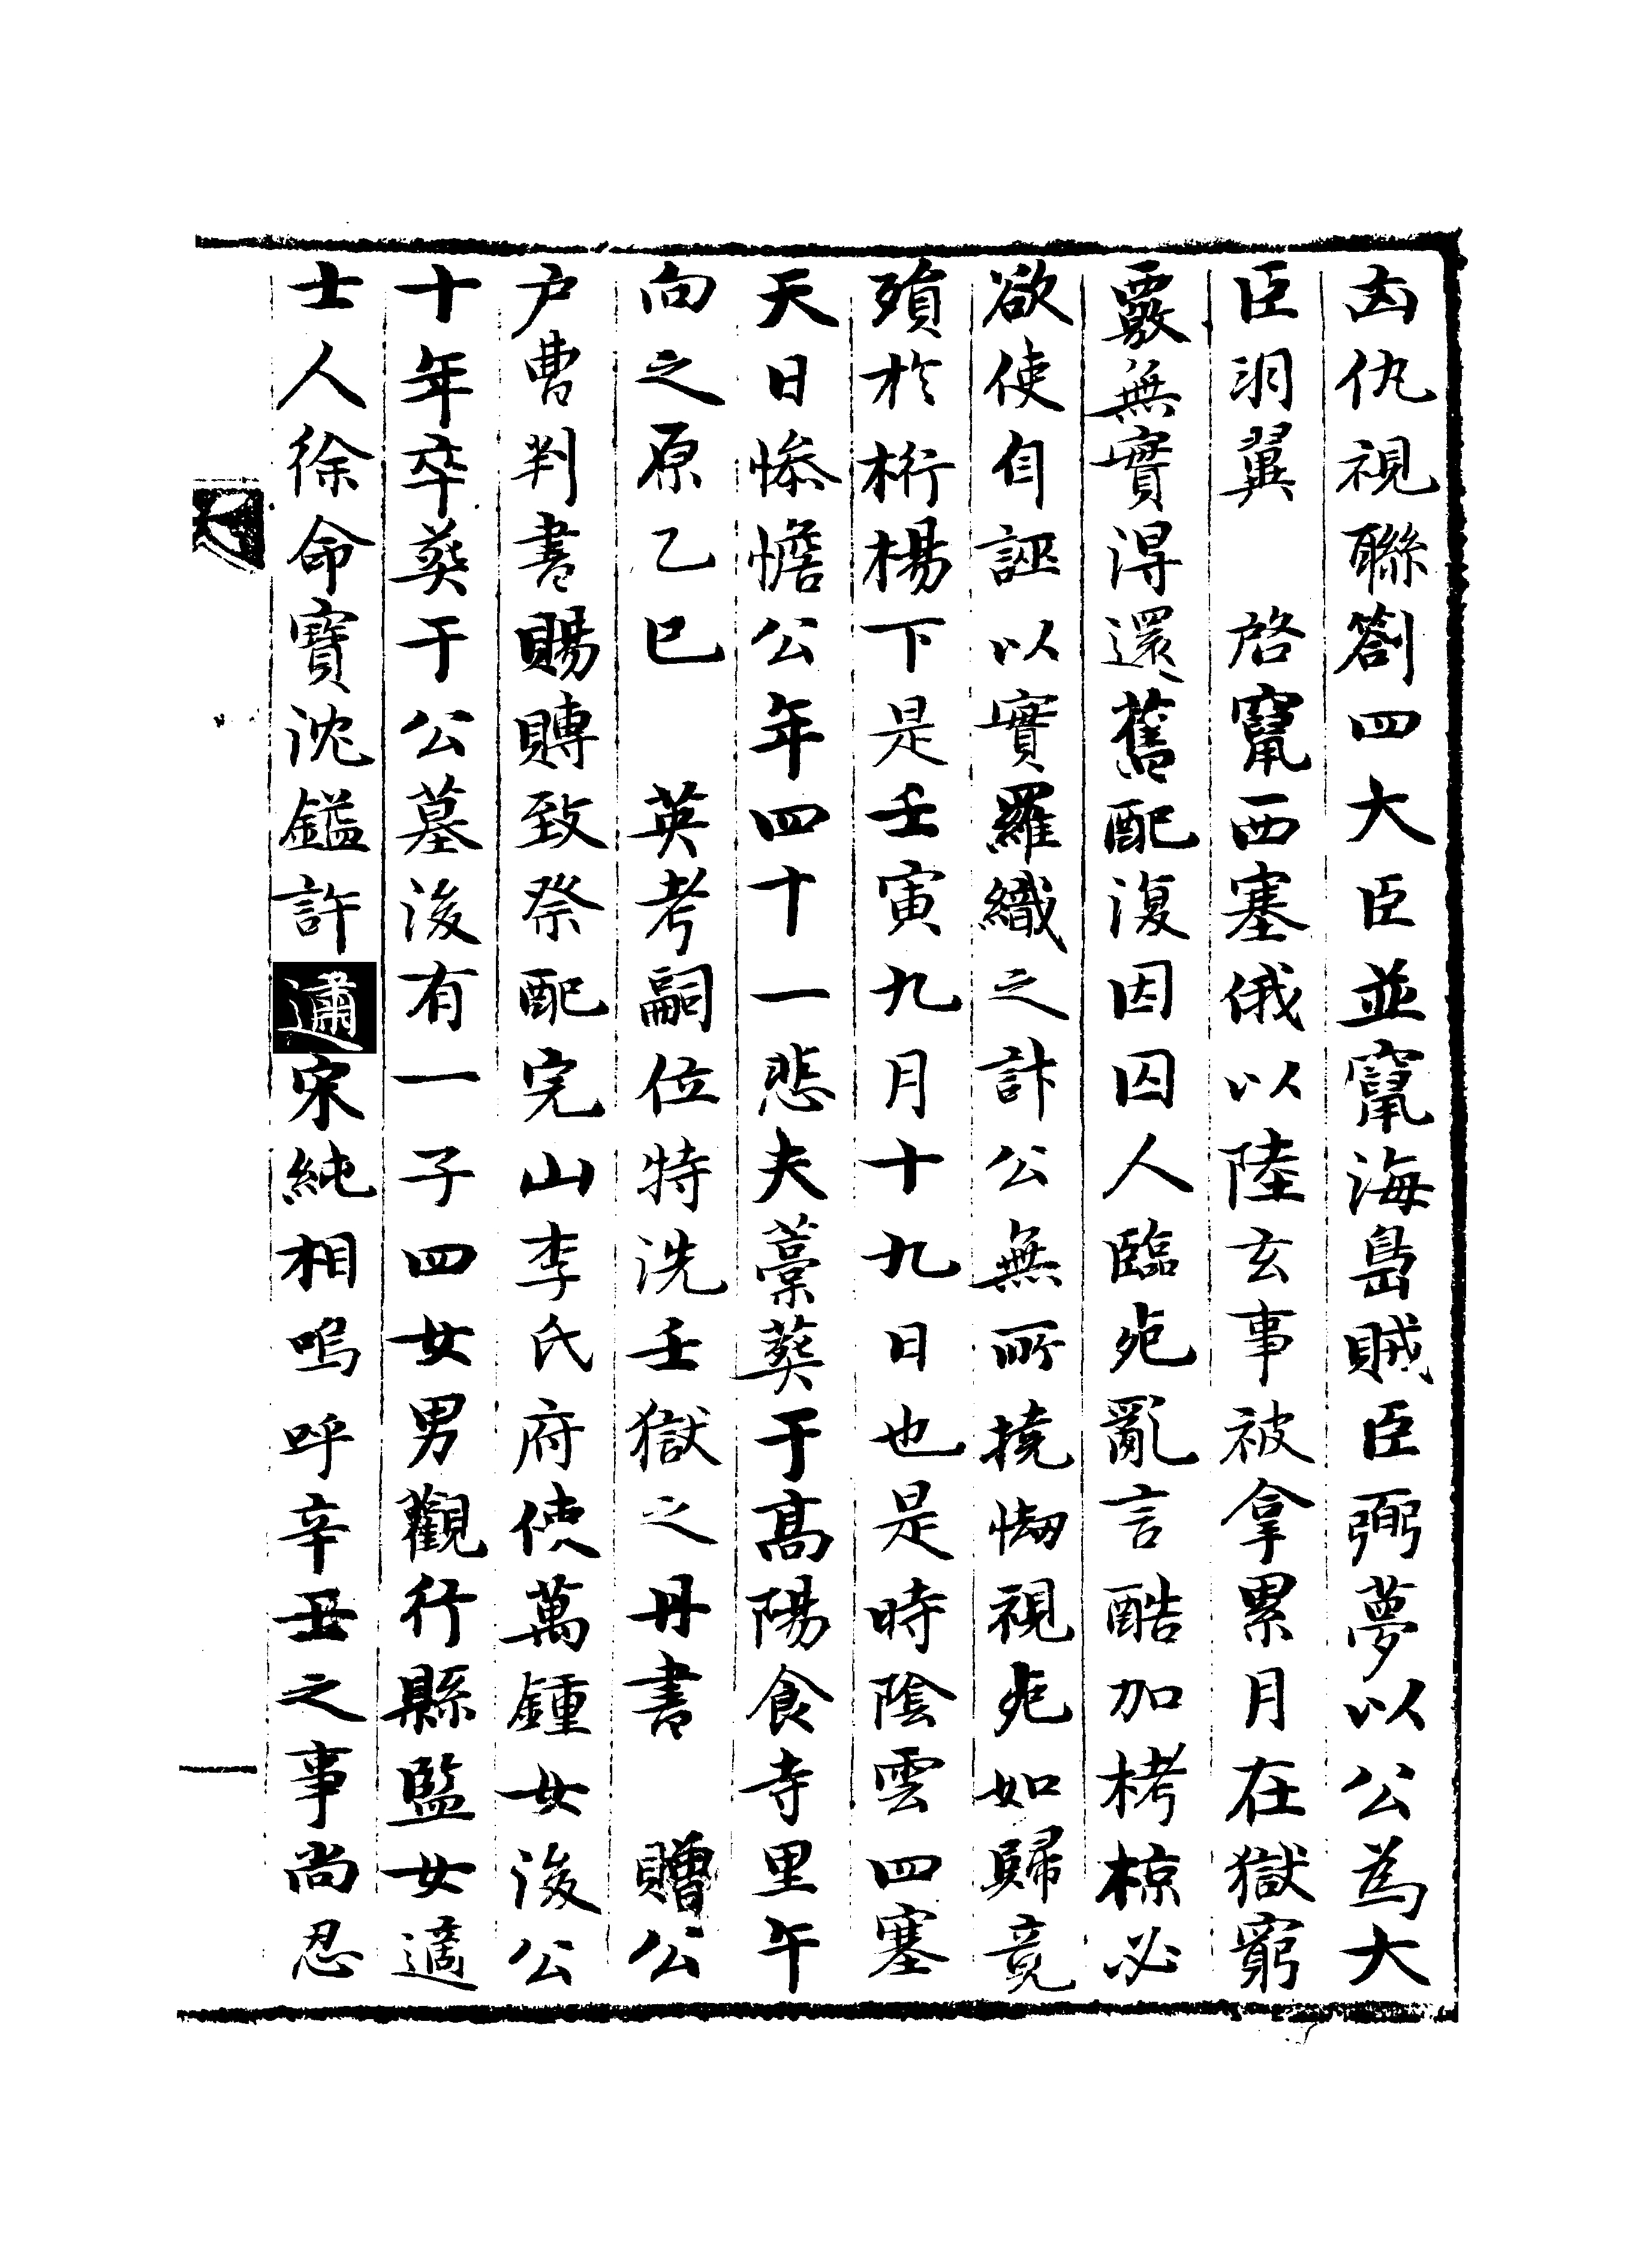 凶仇視聯劄四大臣並竄海島賊臣弼夢以公爲大
臣羽翼　啓竄西塞俄以陸玄事被拿累月在獄窮
覈無實得還舊配復因囚人臨死亂言酷加栲椋必
欲使自誣以實羅織之計公無所撓㥘視死如歸竟
殞於桁楊下是壬寅九月十九日也是時陰雲四塞
天日慘憺公年四十一悲夫藁葬于高陽食寺里午
向之原乙巳　英考嗣位特洗壬獄之丹書　贈公
戶曹判書賜賻致祭配完山李氏府使萬鍾女後公
十年卒葬于公墓後有一子四女男觀行縣監女適
士人徐命寶沈鎰許逋宋純相嗚呼辛丑之事尚忍